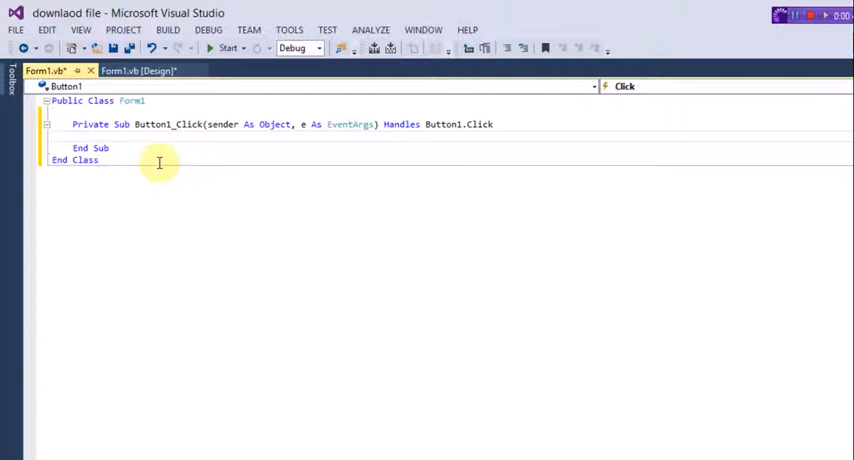 downlaod file - Microsoft Visual Studio
0:00:
FILE EDIT VIEW PROJECT BUILD DEBUG TEAM TOOLS TEST ANALYZE WINDOW HELP
Start Debug
Toolbox
Form1.vb* Form1.vb [Design]*
Button1 Click
Public Class Form1
Private Sub Button1_Click(sender As Object, e As EventArgs) Handles Button1.Click
End Sub
End Class